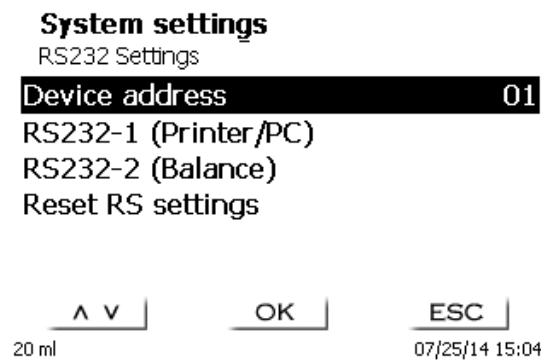 System settings
RS232 Settings
Device address 01
RS232-1 (Printer/PC)
RS232-2 (Balance)
Reset RS settings
∧ ∨ OK ESC
20 ml 07/25/14 15:04